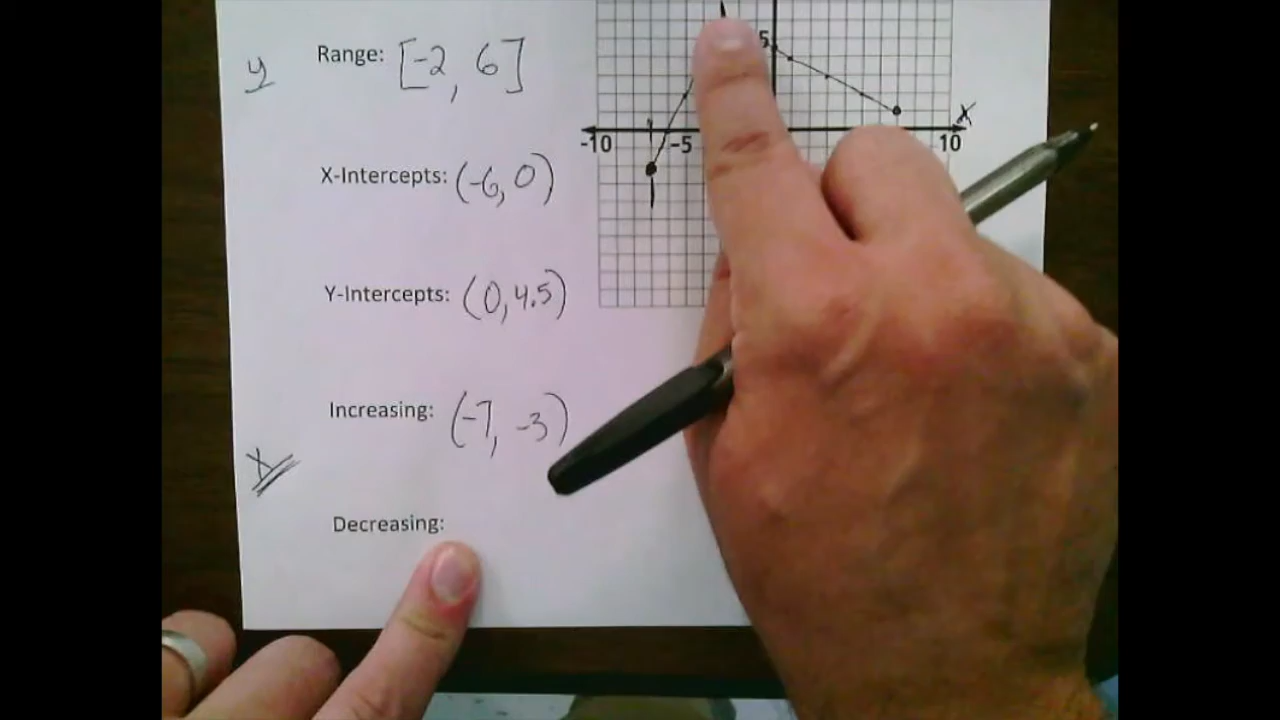 y Range: [-2, 6]
5
x
-10 -5 10
X-Intercepts: (-6, 0)
Y-Intercepts: (0, 4.5)
Increasing: (-7, -3)
x
Decreasing: